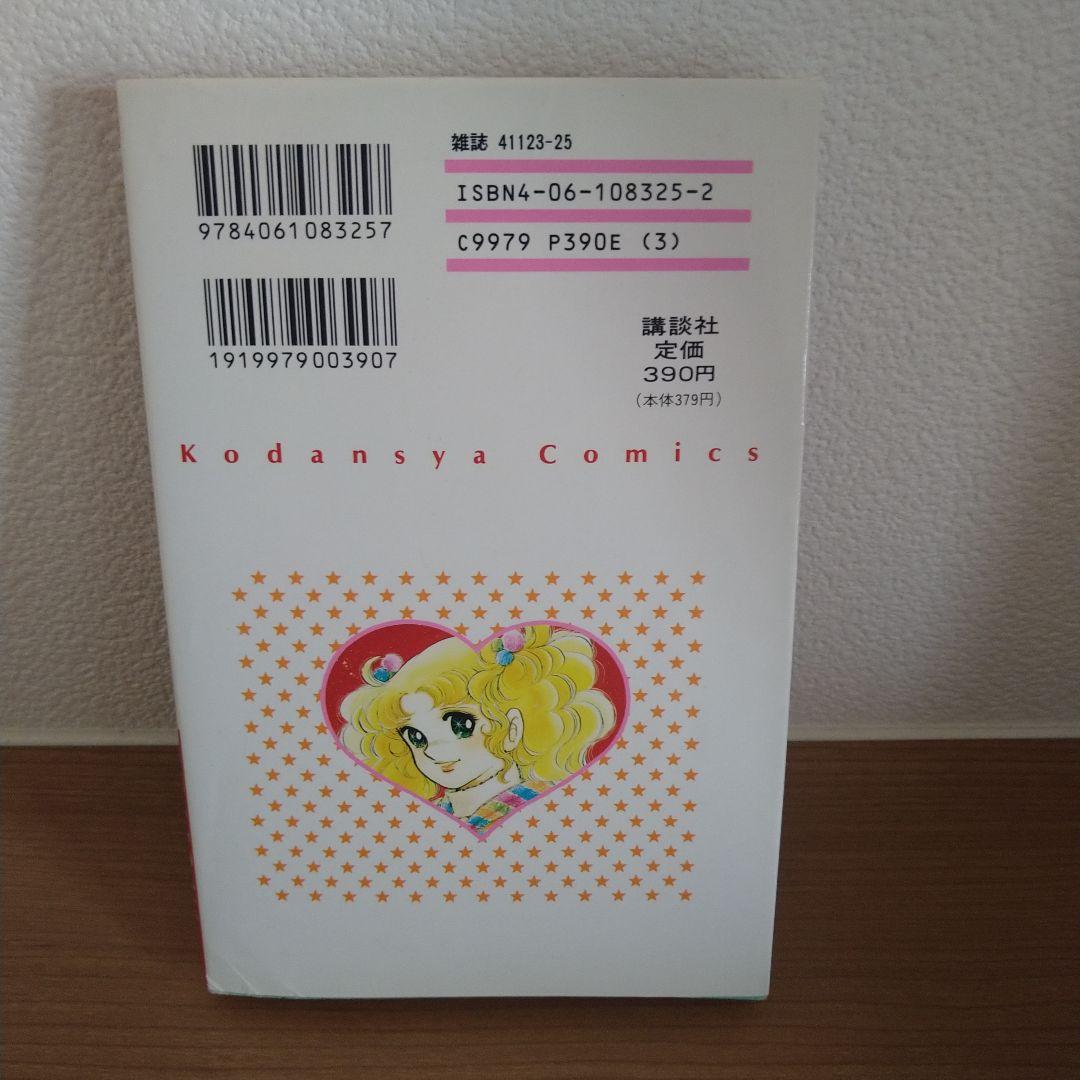 雑誌 41123-25
ISBN4-06-108325-2
C9979 P390E (3)
9784061083257
1919979003907
講談社
定価
390円
(本体379円)
Kodansya Comics